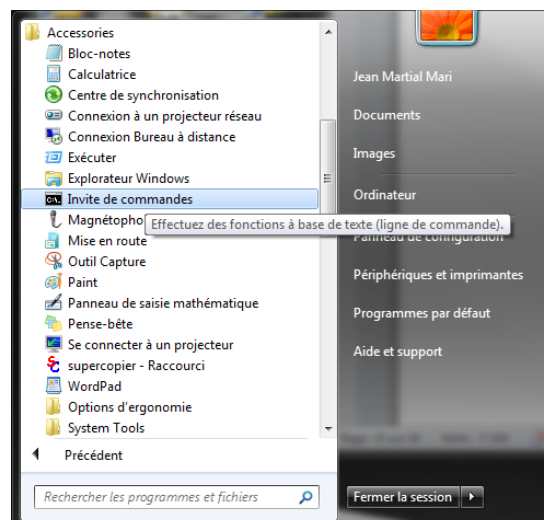 Accessories
Bloc-notes
Calculatrice
Centre de synchronisation
Connexion à un projecteur réseau
Connexion Bureau à distance
Exécuter
Explorateur Windows
Invite de commandes
Magnétopho
Effectuez des fonctions à base de texte (ligne de commande).
Mise en route
Outil Capture
Paint
Panneau de saisie mathématique
Pense-bête
Se connecter à un projecteur
supercopier - Raccourci
WordPad
Options d'ergonomie
System Tools
Précédent
Rechercher les programmes et fichiers
Jean Martial Mari
Documents
Images
Ordinateur
Panneau de configuration
Périphériques et imprimantes
Programmes par défaut
Aide et support
Fermer la session